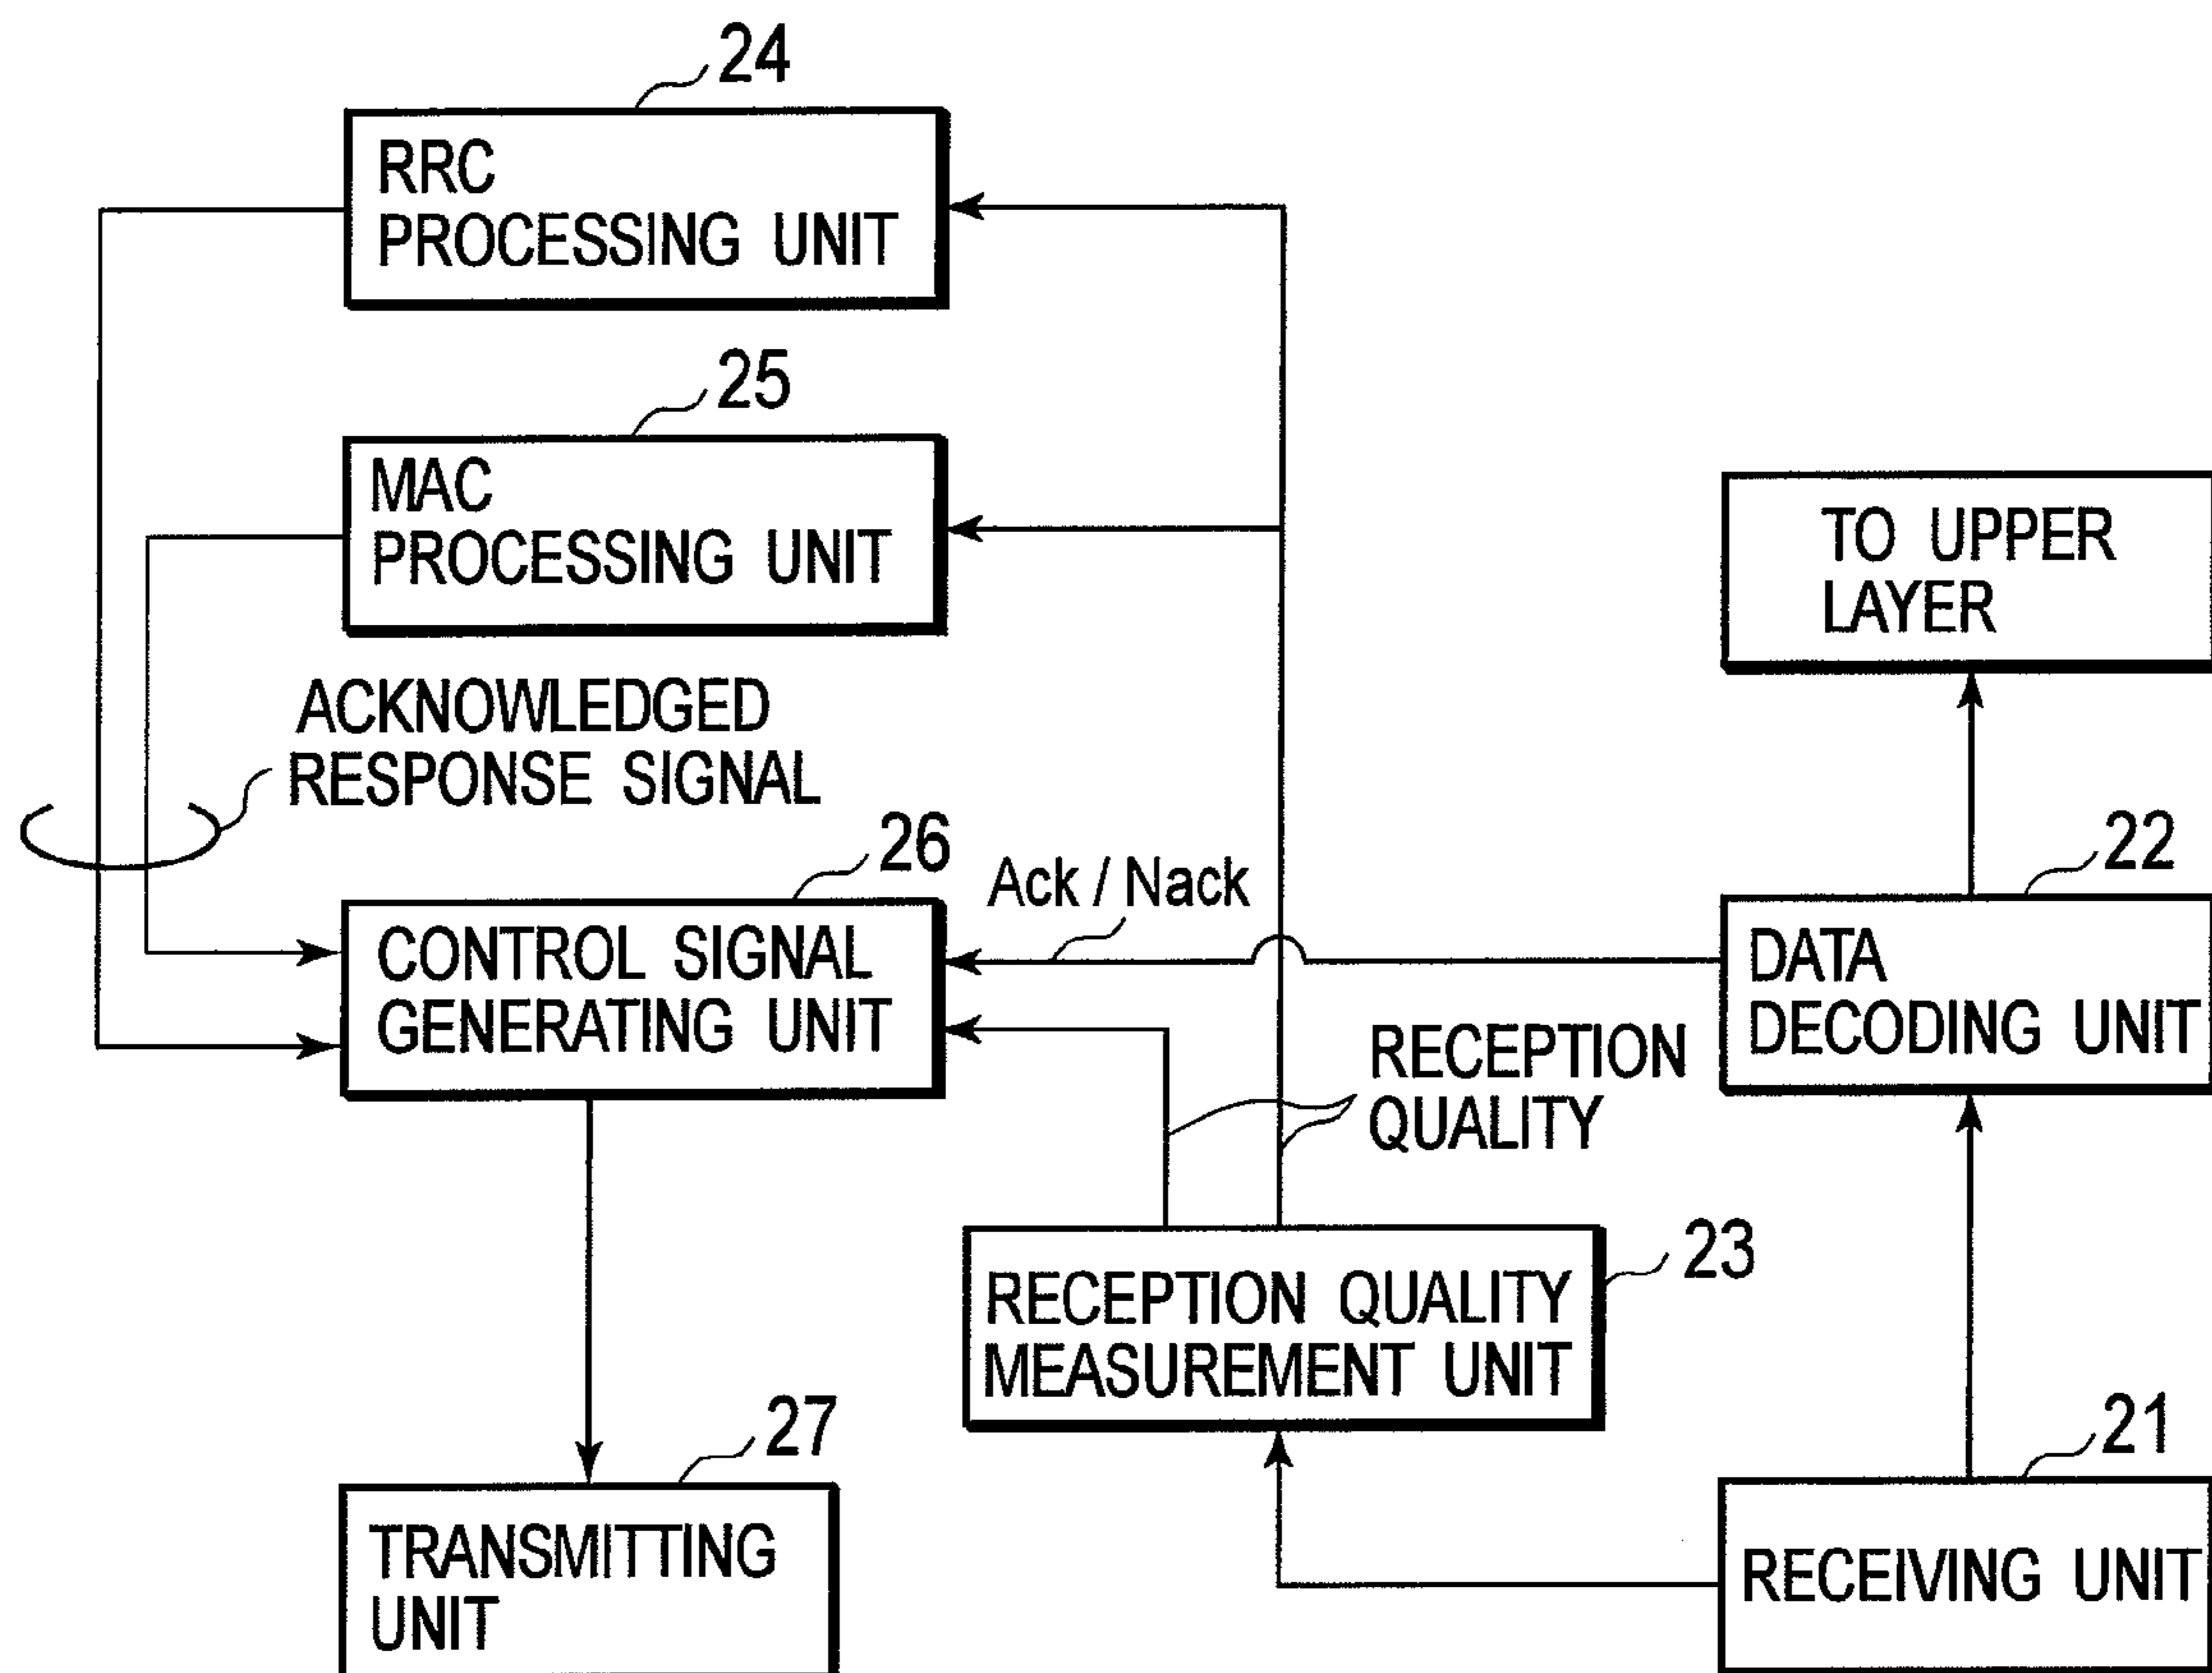 24
RRC
PROCESSING UNIT
25
MAC
PROCESSING UNIT
TO UPPER
LAYER
ACKNOWLEDGED
RESPONSE SIGNAL
26
Ack / Nack
22
CONTROL SIGNAL
GENERATING UNIT
DATA
DECODING UNIT
RECEPTION
QUALITY
23
RECEPTION QUALITY
MEASUREMENT UNIT
27
21
TRANSMITTING
UNIT
RECEIVING UNIT